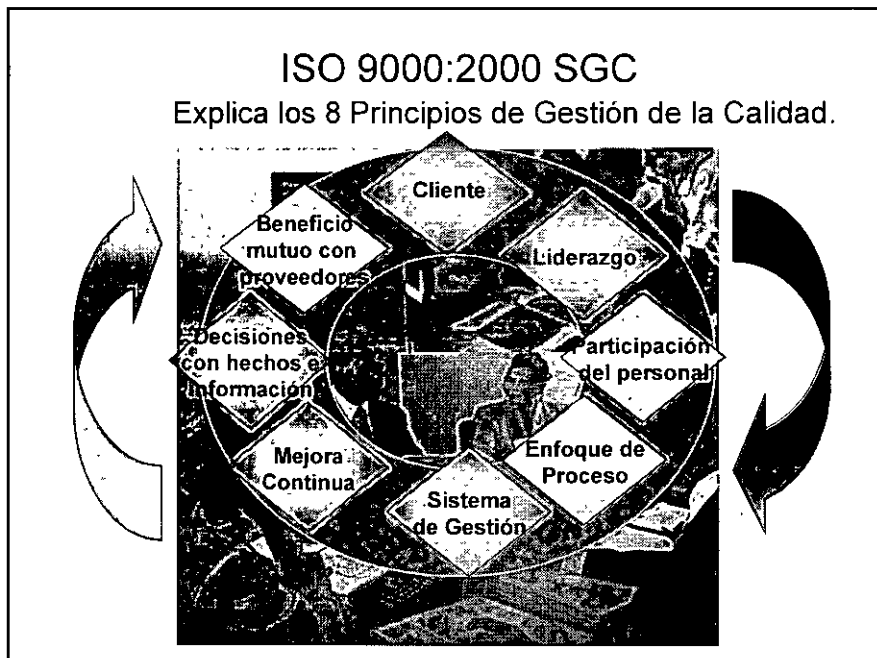 ISO 9000:2000 SGC
Explica los 8 Principios de Gestión de la Calidad.
Cliente
Liderazgo
Participación
del personal
Enfoque de
Proceso
Sistema
de Gestión
Mejora
Continua
Decisiones
con hechos e
información
Beneficio
mutuo con
proveedores